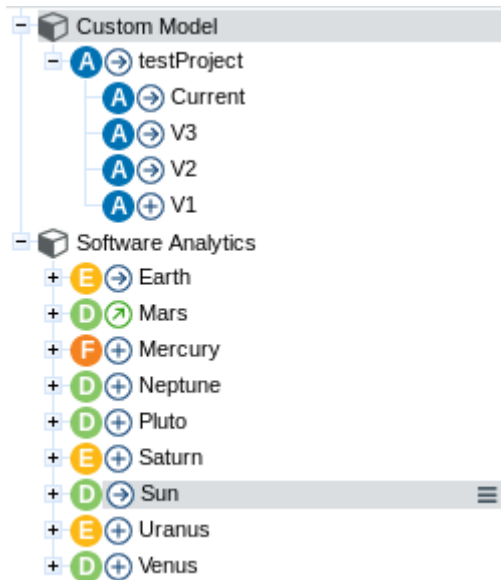 Custom Model
A testProject
A Current
A V3
A V2
A V1
Software Analytics
E Earth
D Mars
F Mercury
D Neptune
D Pluto
E Saturn
D Sun
E Uranus
D Venus